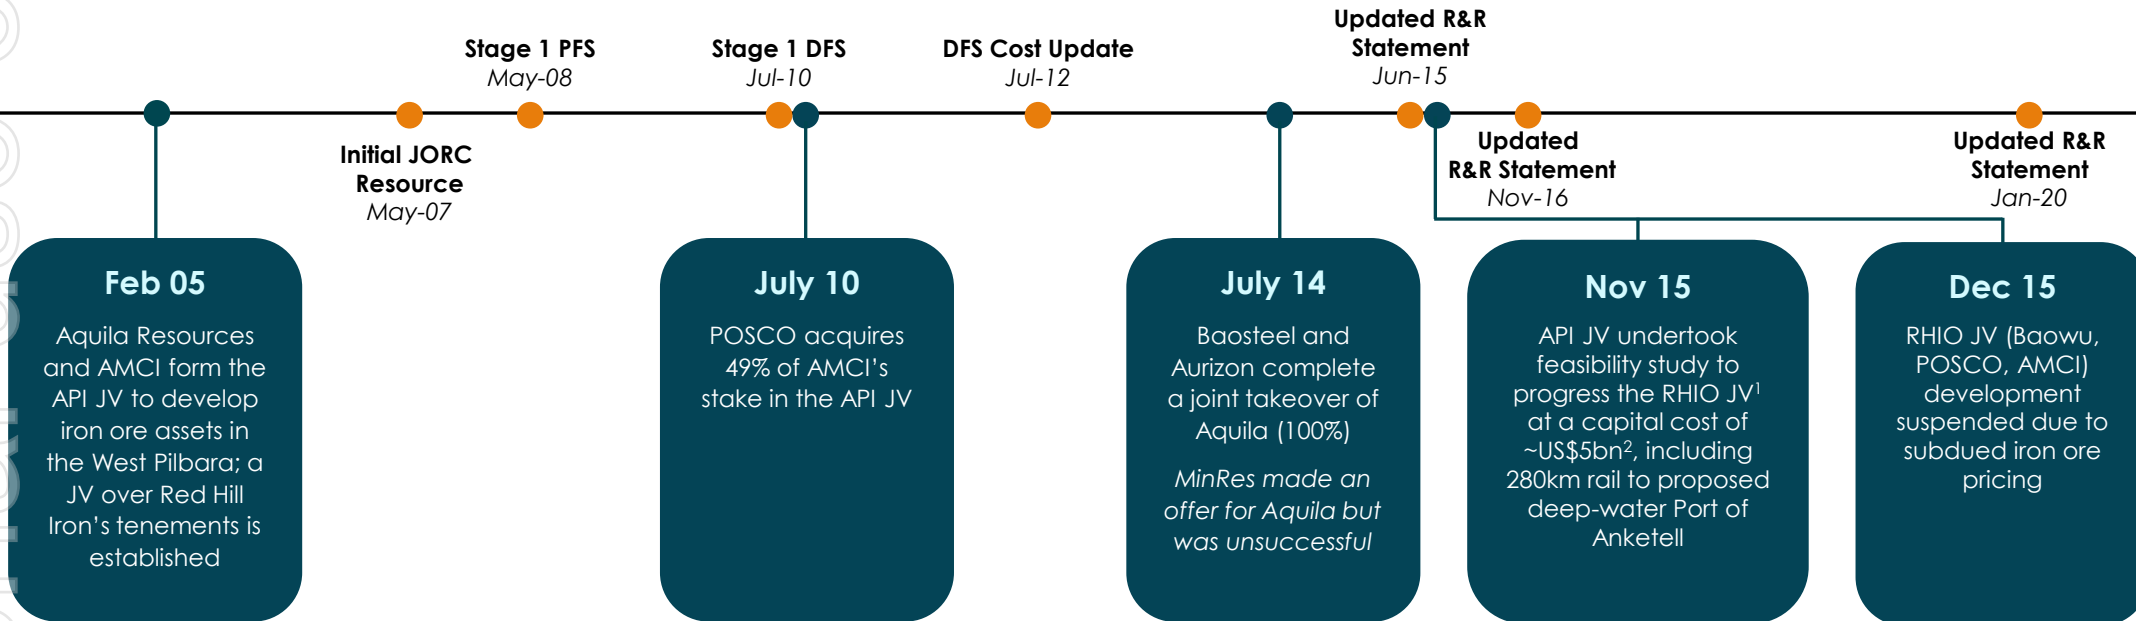 Stage 1 PFS
May-08
Stage 1 DFS
Jul-10
DFS Cost Update
Jul-12
Updated R&R
Statement
Jun-15
Initial JORC
Resource
May-07
Updated
R&R Statement
Nov-16
Updated R&R
Statement
Jan-20
Feb 05
Aquila Resources
and AMCI form the
API JV to develop
iron ore assets in
the West Pilbara; a
JV over Red Hill
Iron's tenements is
established
July 10
POSCO acquires
49% of AMCI's
stake in the API JV
July 14
Baosteel and
Aurizon complete
a joint takeover of
Aquila (100%)
MinRes made an
offer for Aquila but
was unsuccessful
Nov 15
API JV undertook
feasibility study to
progress the RHIO JV¹
at a capital cost of
~US$5bn², including
280km rail to proposed
deep-water Port of
Anketell
Dec 15
RHIO JV (Baowu,
POSCO, AMCI)
development
suspended due to
subdued iron ore
pricing